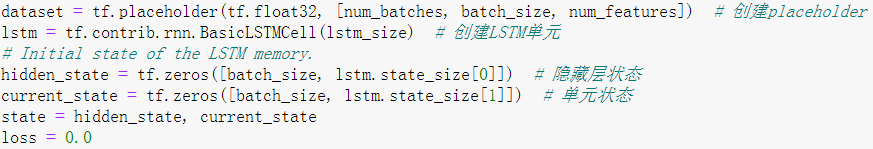 dataset = tf.placeholder(tf.float32, [num_batches, batch_size, num_features])  # 创建placeholder
lstm = tf.contrib.rnn.BasicLSTMCell(lstm_size)  # 创建LSTM单元
# Initial state of the LSTM memory.
hidden_state = tf.zeros([batch_size, lstm.state_size[0]])  # 隐藏层状态
current_state = tf.zeros([batch_size, lstm.state_size[1]])  # 单元状态
state = hidden_state, current_state
loss = 0.0